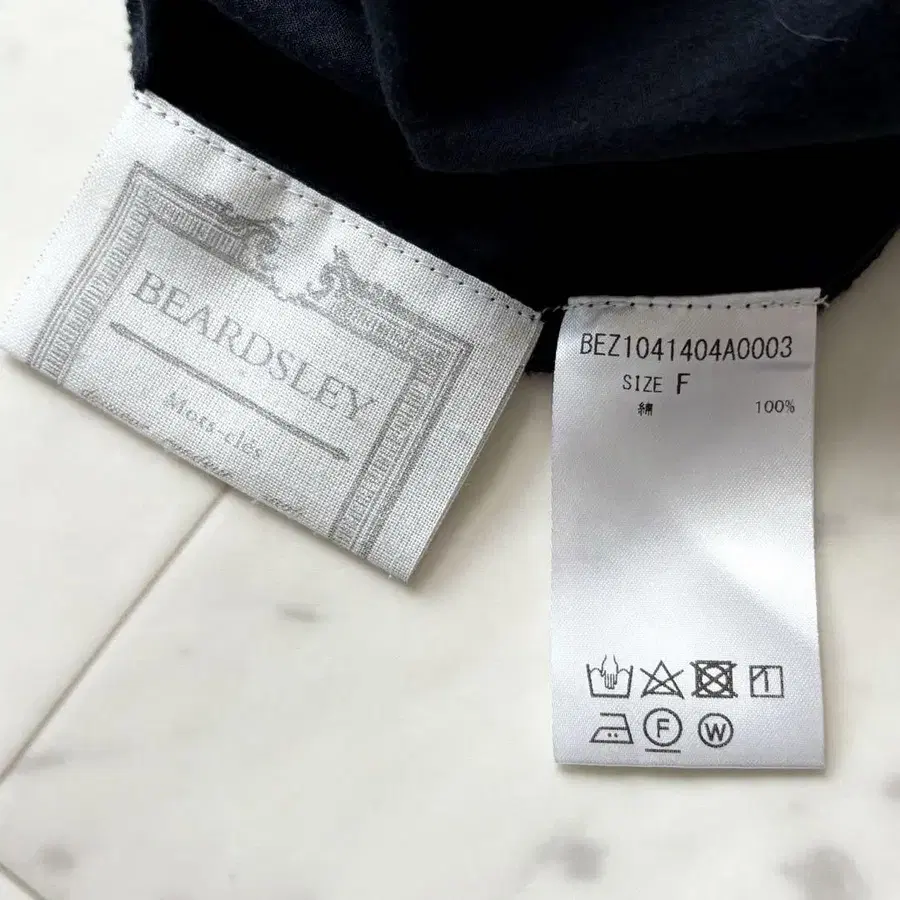 BEARDSLEY
Mots-clés
BEZ1041404A0003
SIZE F
綿 100%
F
W